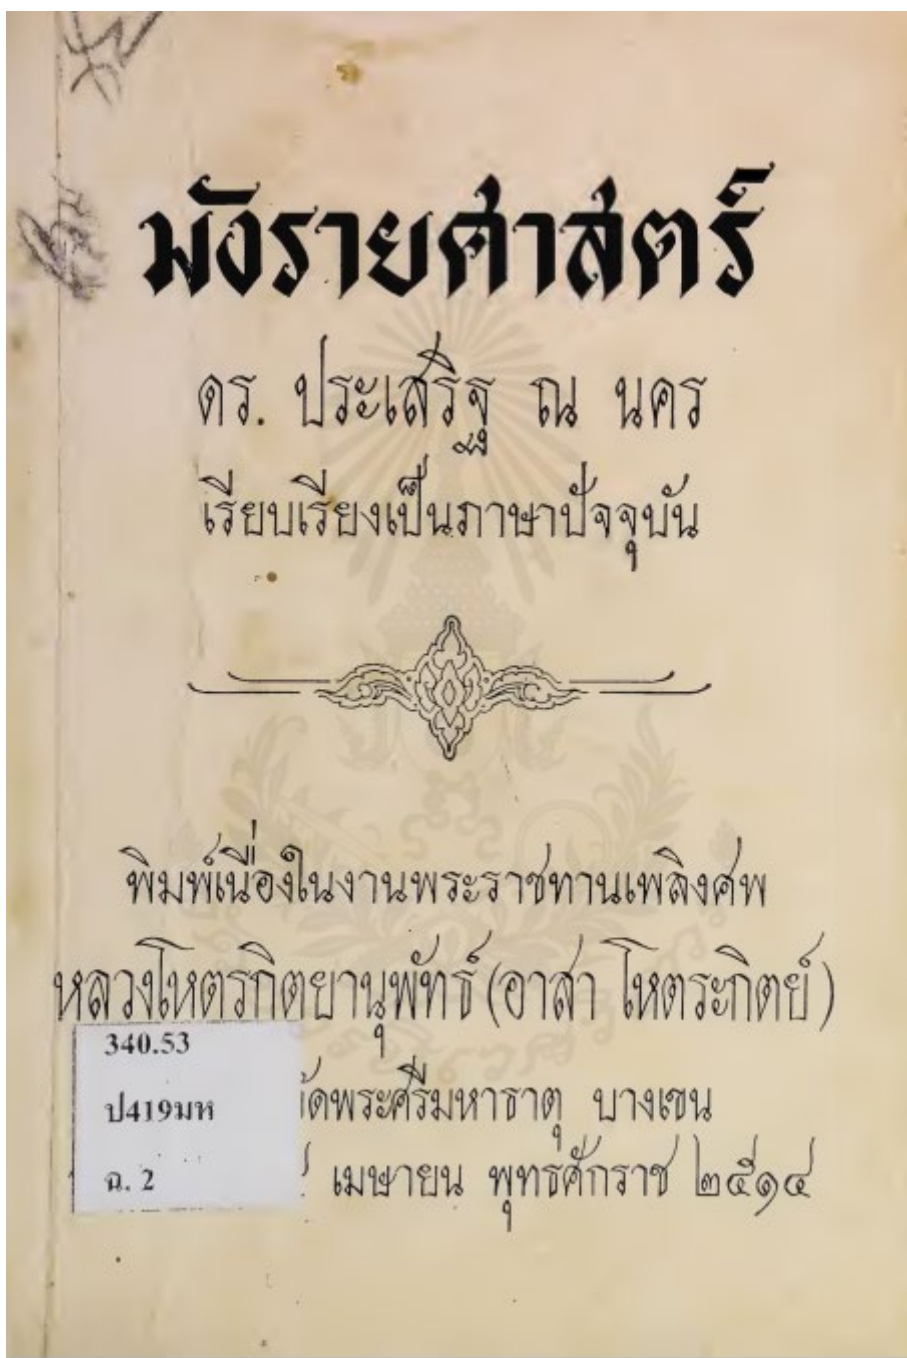 มังรายศาสตร์
ดร. ประเสริฐ ณ นคร
เรียบเรียงเป็นภาษาปัจจุบัน
พิมพ์เนื่องในงานพระราชทานเพลิงศพ
หลวงโหตรกิตยานุพัทธ์ (อาสา โหตระกิตย์)
340.53
ป419มห
ฉ. 2
วัดพระศรีมหาธาตุ บางเขน
เมษายน พุทธศักราช ๒๕๑๔